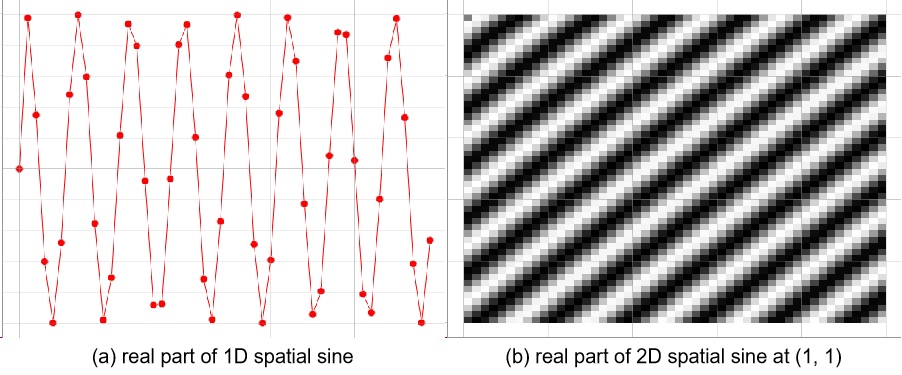 (a) real part of 1D spatial sine
(b) real part of 2D spatial sine at (1, 1)